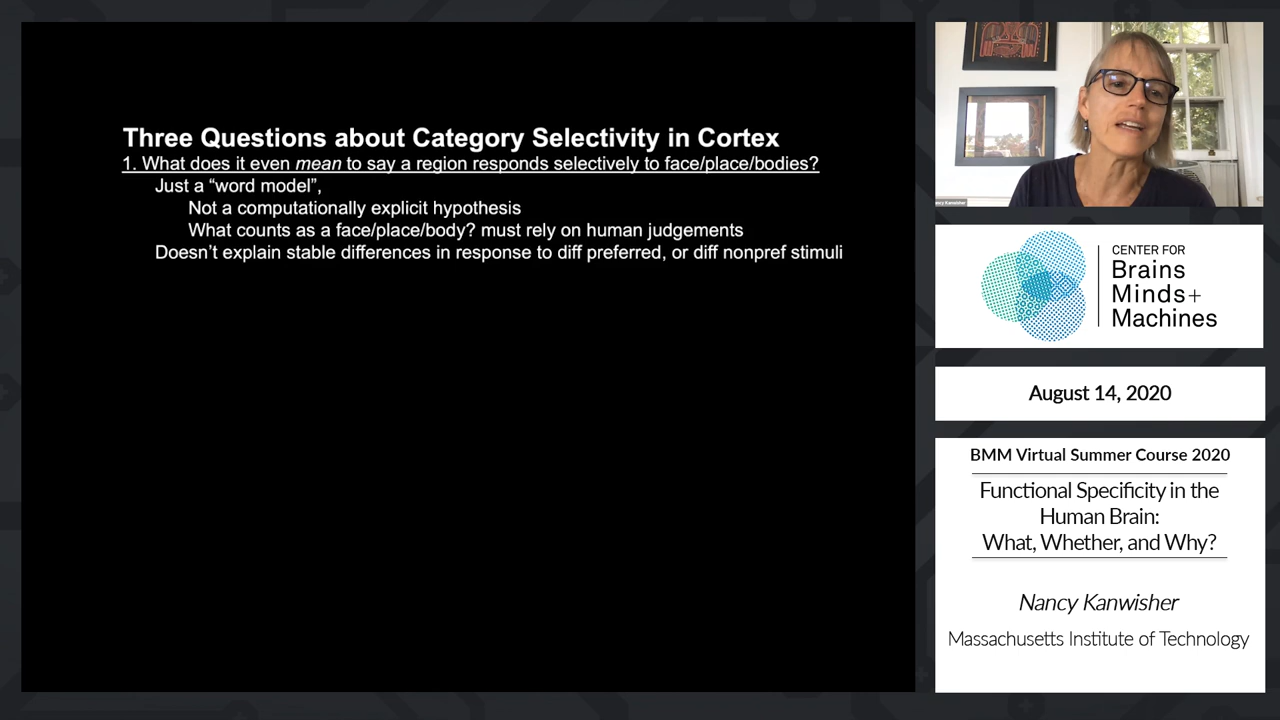 Three Questions about Category Selectivity in Cortex
1. What does it even mean to say a region responds selectively to face/place/bodies?
Just a “word model”,
Not a computationally explicit hypothesis
What counts as a face/place/body? must rely on human judgements
Doesn’t explain stable differences in response to diff preferred, or diff nonpref stimuli
Kanwisher
CENTER FOR
Brains
Minds+
Machines
August 14, 2020
BMM Virtual Summer Course 2020
Functional Specificity in the
Human Brain:
What, Whether, and Why?
Nancy Kanwisher
Massachusetts Institute of Technology